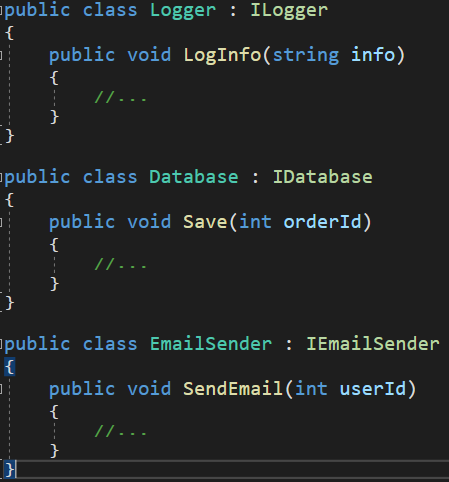 public class Logger : ILogger
{
public void LogInfo(string info)
{
//...
}
}
public class Database : IDatabase
{
public void Save(int orderId)
{
//...
}
}
public class EmailSender : IEmailSender
{
public void SendEmail(int userId)
{
//...
}
}